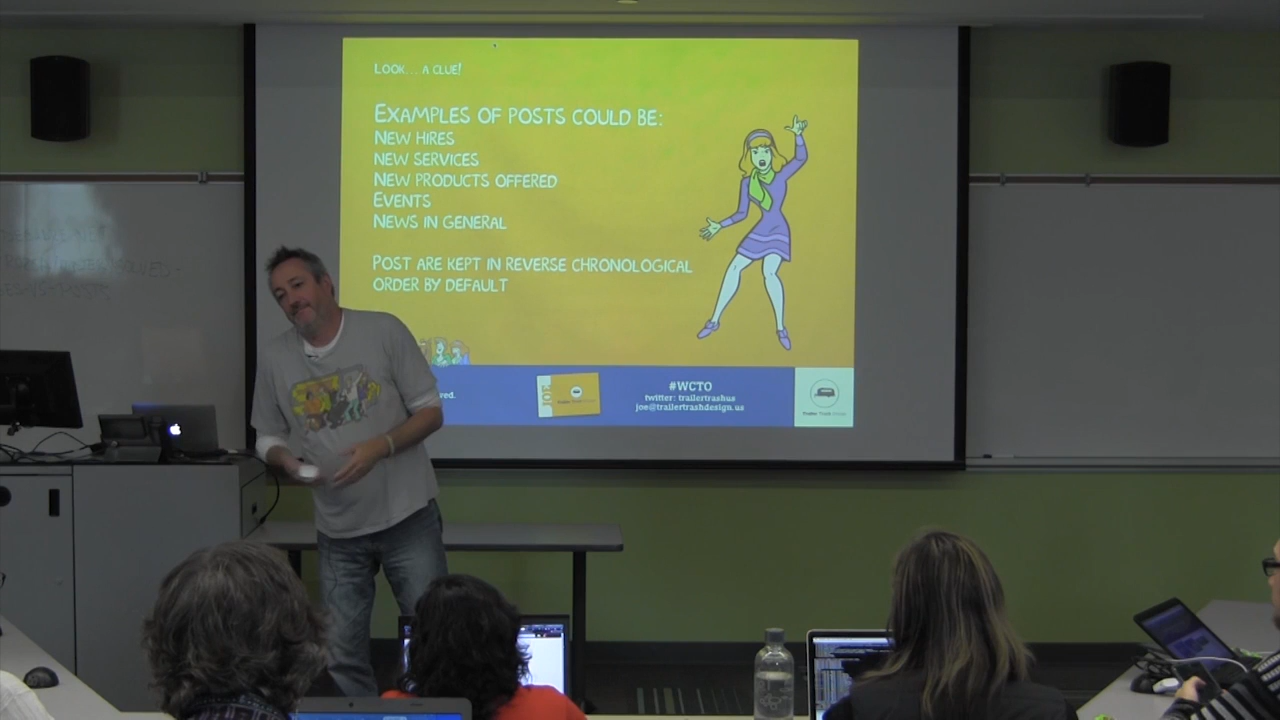 LOOK... A CLUE!
EXAMPLES OF POSTS COULD BE:
NEW HIRES
NEW SERVICES
NEW PRODUCTS OFFERED
EVENTS
NEWS IN GENERAL
POST ARE KEPT IN REVERSE CHRONOLOGICAL
ORDER BY DEFAULT
JOE
#WCTO
twitter: trailertrashus
joe@trailertrashdesign.us